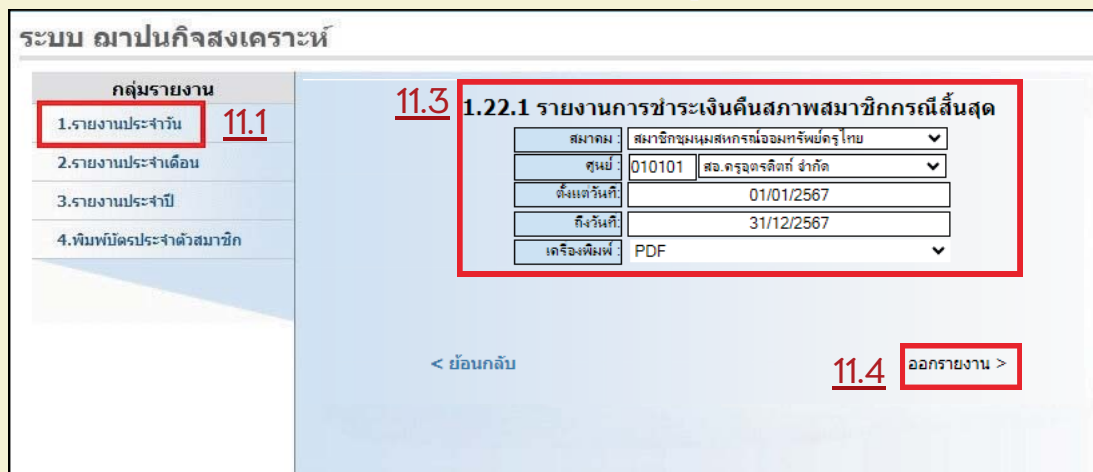 ระบบ ฌาปนกิจสงเคราะห์
กลุ่มรายงาน
1.รายงานประจำวัน
11.1
2.รายงานประจำเดือน
3.รายงานประจำปี
4.พิมพ์บัตรประจำตัวสมาชิก
11.3
1.22.1 รายงานการชำระเงินคืนสภาพสมาชิกกรณีสิ้นสุด
สมาคม : สมาชิกชุมนุมสหกรณ์ออมทรัพย์ครูไทย
ศูนย์ : 010101 สอ.ครูอุตรดิตถ์ จำกัด
ตั้งแต่วันที่: 01/01/2567
ถึงวันที่: 31/12/2567
เครื่องพิมพ์ : PDF
< ย้อนกลับ
11.4
ออกรายงาน >